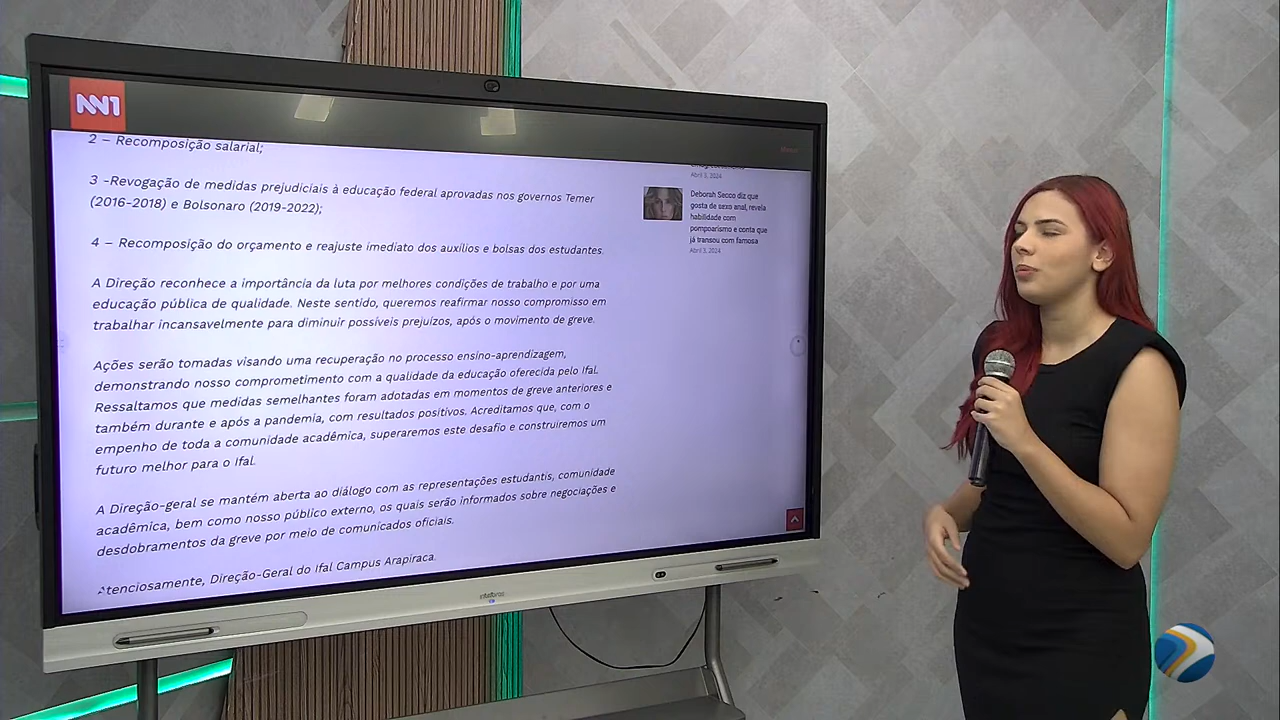 NN1
2 – Recomposição salarial;
3 -Revogação de medidas prejudiciais à educação federal aprovadas nos governos Temer
(2016-2018) e Bolsonaro (2019-2022);
4 – Recomposição do orçamento e reajuste imediato dos auxílios e bolsas dos estudantes.
A Direção reconhece a importância da luta por melhores condições de trabalho e por uma
educação pública de qualidade. Neste sentido, queremos reafirmar nosso compromisso em
trabalhar incansavelmente para diminuir possíveis prejuízos, após o movimento de greve.
Ações serão tomadas visando uma recuperação no processo ensino-aprendizagem,
demonstrando nosso comprometimento com a qualidade da educação oferecida pelo Ifal.
Ressaltamos que medidas semelhantes foram adotadas em momentos de greve anteriores e
também durante e após a pandemia, com resultados positivos. Acreditamos que, com o
empenho de toda a comunidade acadêmica, superaremos este desafio e construiremos um
futuro melhor para o Ifal.
A Direção-geral se mantém aberta ao diálogo com as representações estudantis, comunidade
acadêmica, bem como nosso público externo, os quais serão informados sobre negociações e
desdobramentos da greve por meio de comunicados oficiais.
Atenciosamente, Direção-Geral do Ifal Campus Arapiraca.
Abril 3, 2024
Deborah Secco diz que
gosta de sexo anal, revela
habilidade com
pompoarismo e conta que
já transou com famosa
Abril 3, 2024
intelbras